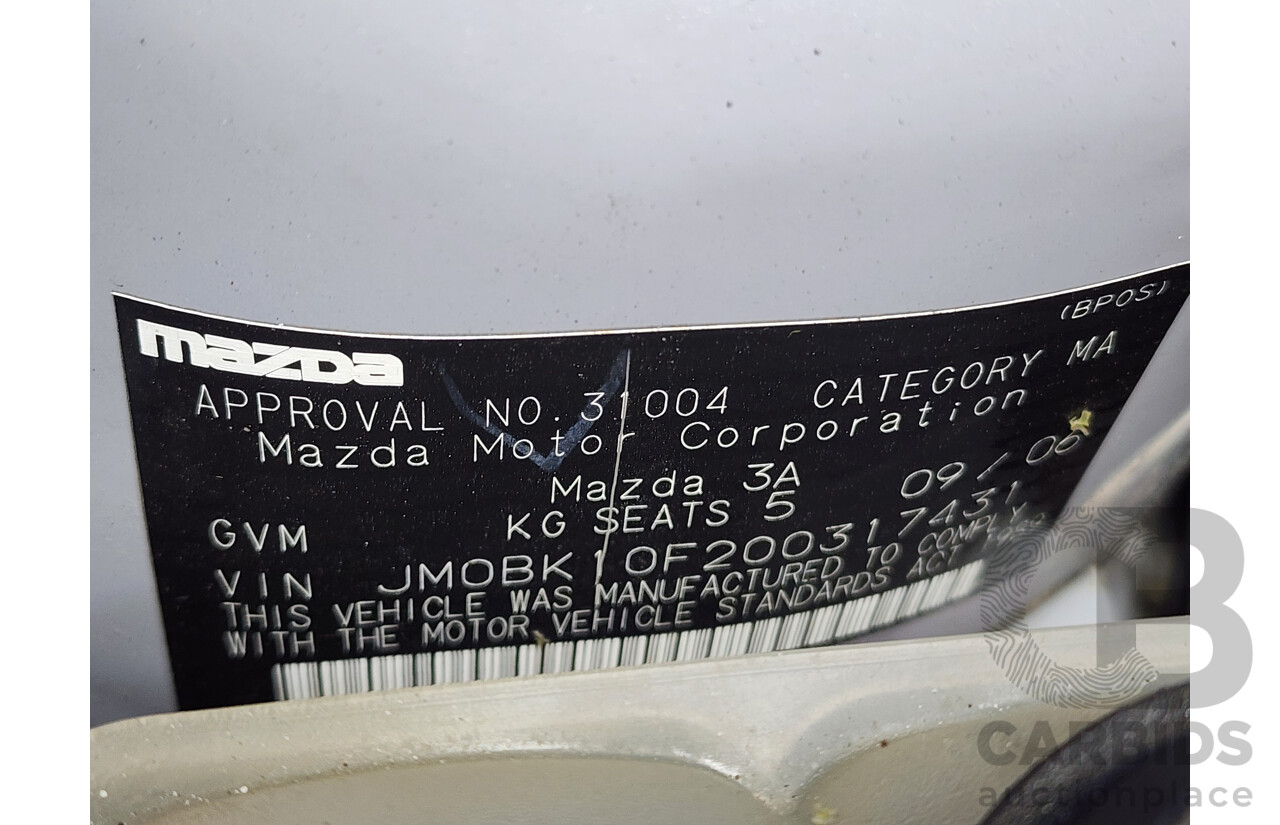 (BPOS)
mazda
APPROVAL NO. 31004 CATEGORY MA
Mazda Motor Corporation
Mazda 3A 09/06
GVM KG SEATS 5
VIN JM0BK10F200317431
THIS VEHICLE WAS MANUFACTURED TO COMPLY
WITH THE MOTOR VEHICLE STANDARDS ACT
CB
CARBIDS
auctionplace